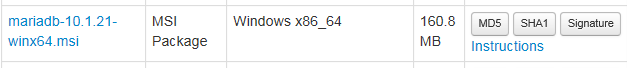 mariadb-10.1.21-winx64.msi MSI Package Windows x86_64 160.8 MB MD5 SHA1 Signature
Instructions